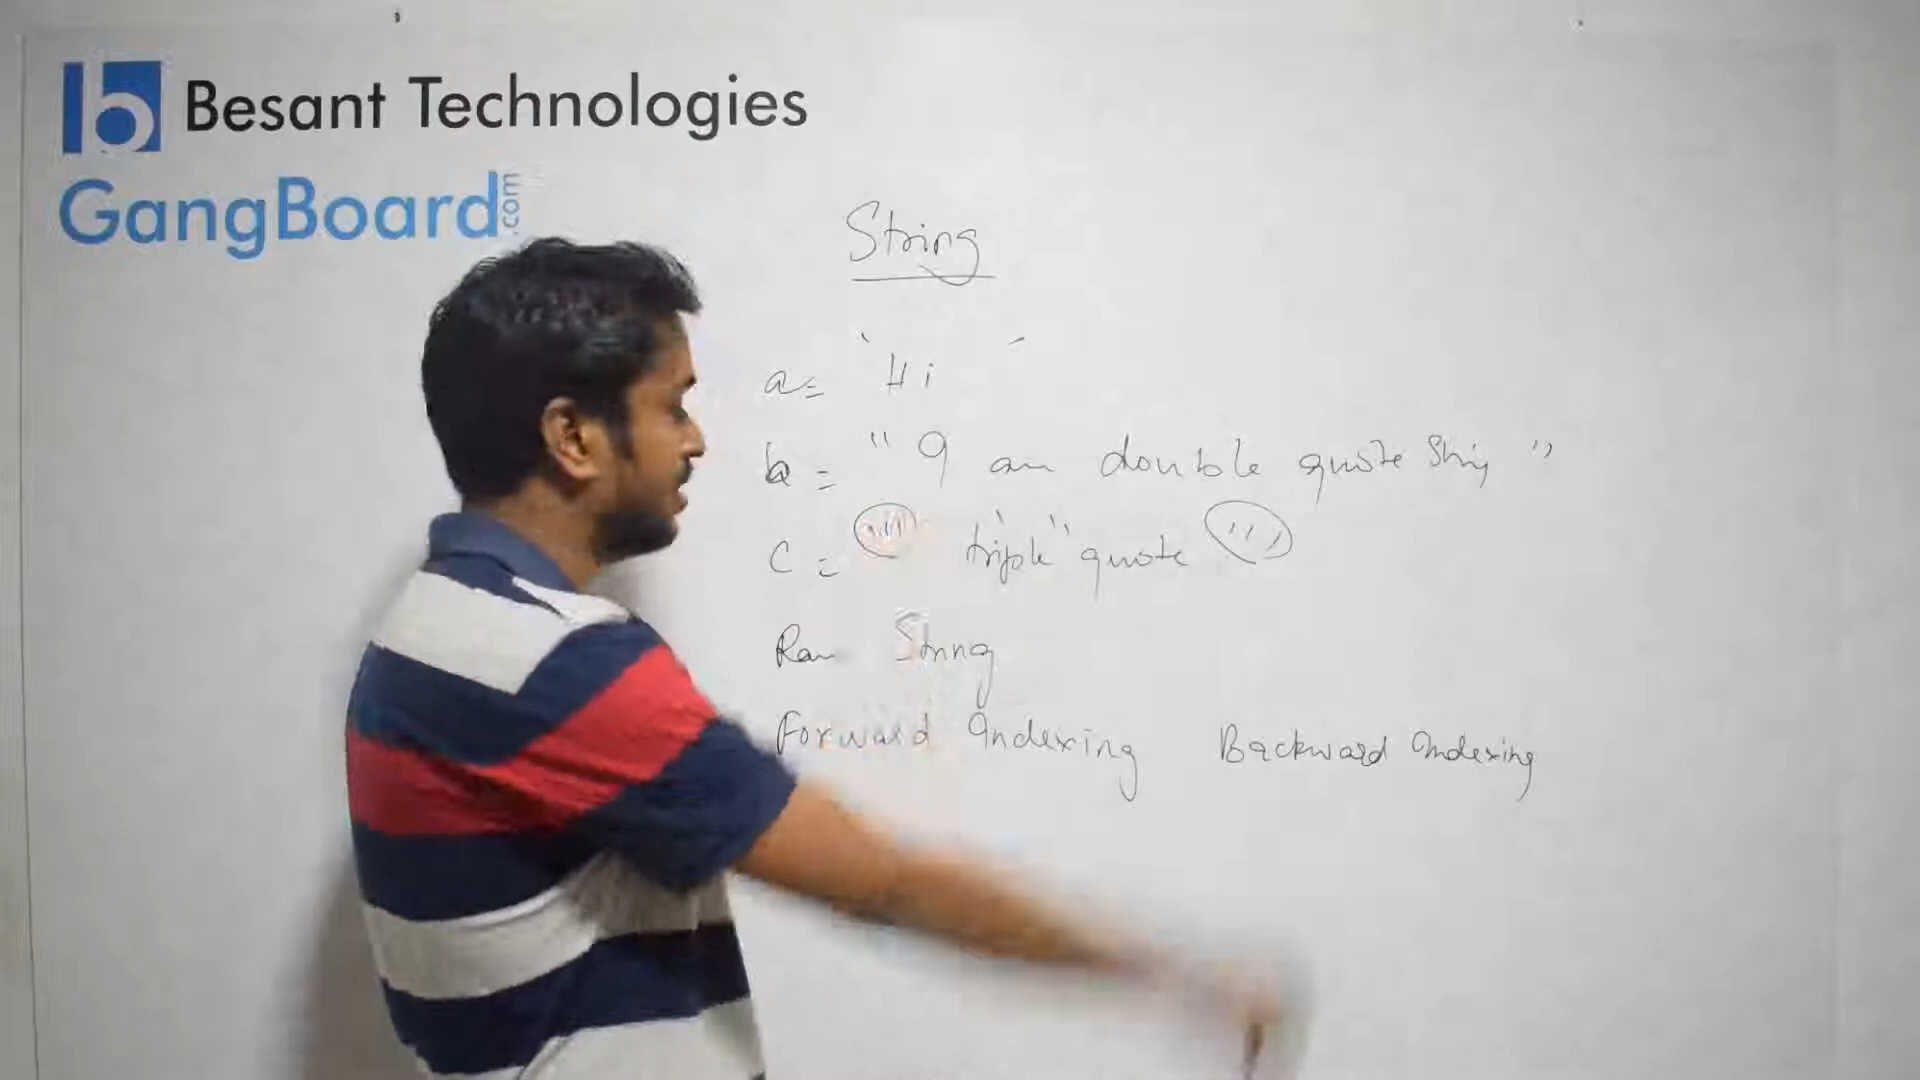 Besant Technologies
GangBoard.com
String
a= 'Hi'
b= "I am double quote string"
c= """ triple" quote """
Raw String
Forward Indexing Backward Indexing